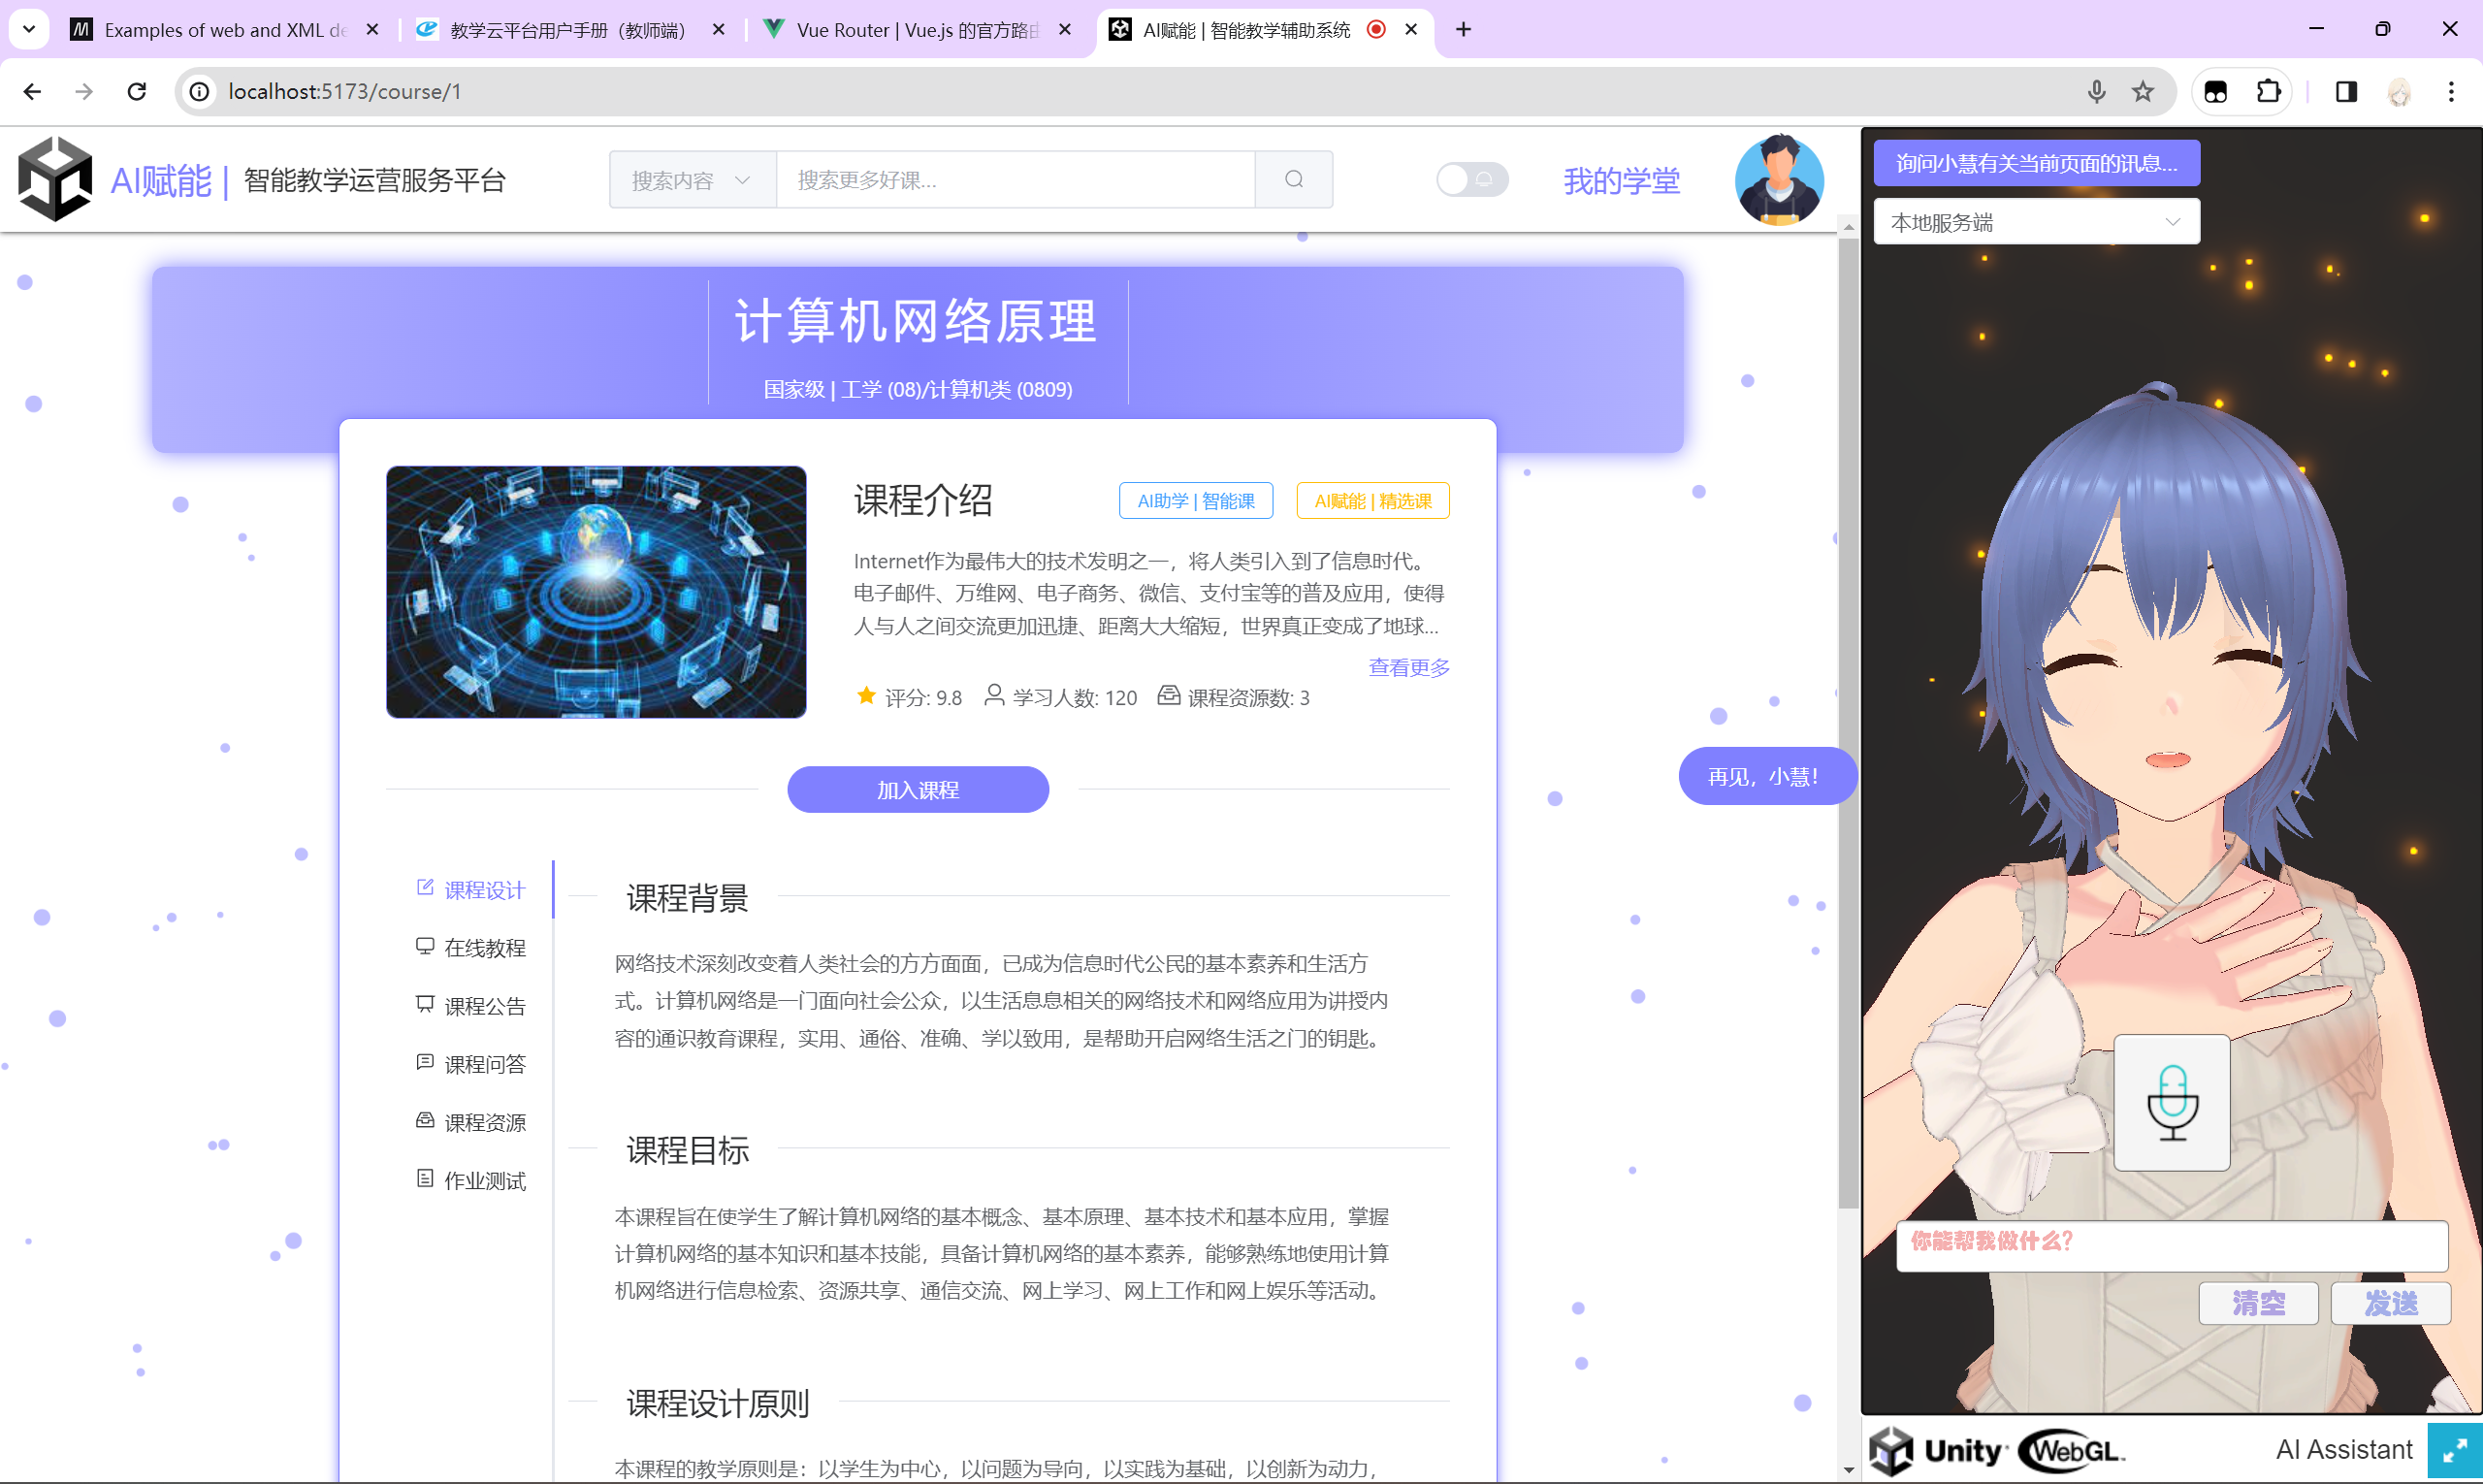 Examples of web and XML de
教学云平台用户手册（教师端）
Vue Router | Vue.js 的官方路由
AI赋能 | 智能教学辅助系统
localhost:5173/course/1
AI赋能 | 智能教学运营服务平台
搜索内容
搜索更多好课...
我的学堂
询问小慧有关当前页面的讯息...
本地服务端
计算机网络原理
国家级 | 工学 (08)/计算机类 (0809)
课程介绍
AI助学 | 智能课
AI赋能 | 精选课
Internet作为最伟大的技术发明之一，将人类引入到了信息时代。
电子邮件、万维网、电子商务、微信、支付宝等的普及应用，使得
人与人之间交流更加迅捷、距离大大缩短，世界真正变成了地球...
查看更多
评分: 9.8
学习人数: 120
课程资源数: 3
再见，小慧！
加入课程
课程设计
在线教程
课程公告
课程问答
课程资源
作业测试
课程背景
网络技术深刻改变着人类社会的方方面面，已成为信息时代公民的基本素养和生活方
式。计算机网络是一门面向社会公众，以生活息息相关的网络技术和网络应用为讲授内
容的通识教育课程，实用、通俗、准确、学以致用，是帮助开启网络生活之门的钥匙。
课程目标
本课程旨在使学生了解计算机网络的基本概念、基本原理、基本技术和基本应用，掌握
计算机网络的基本知识和基本技能，具备计算机网络的基本素养，能够熟练地使用计算
机网络进行信息检索、资源共享、通信交流、网上学习、网上工作和网上娱乐等活动。
课程设计原则
本课程的教学原则是：以学生为中心，以问题为导向，以实践为基础，以创新为动力，
你能帮我做什么?
清空
发送
Unity
WebGL
AI Assistant